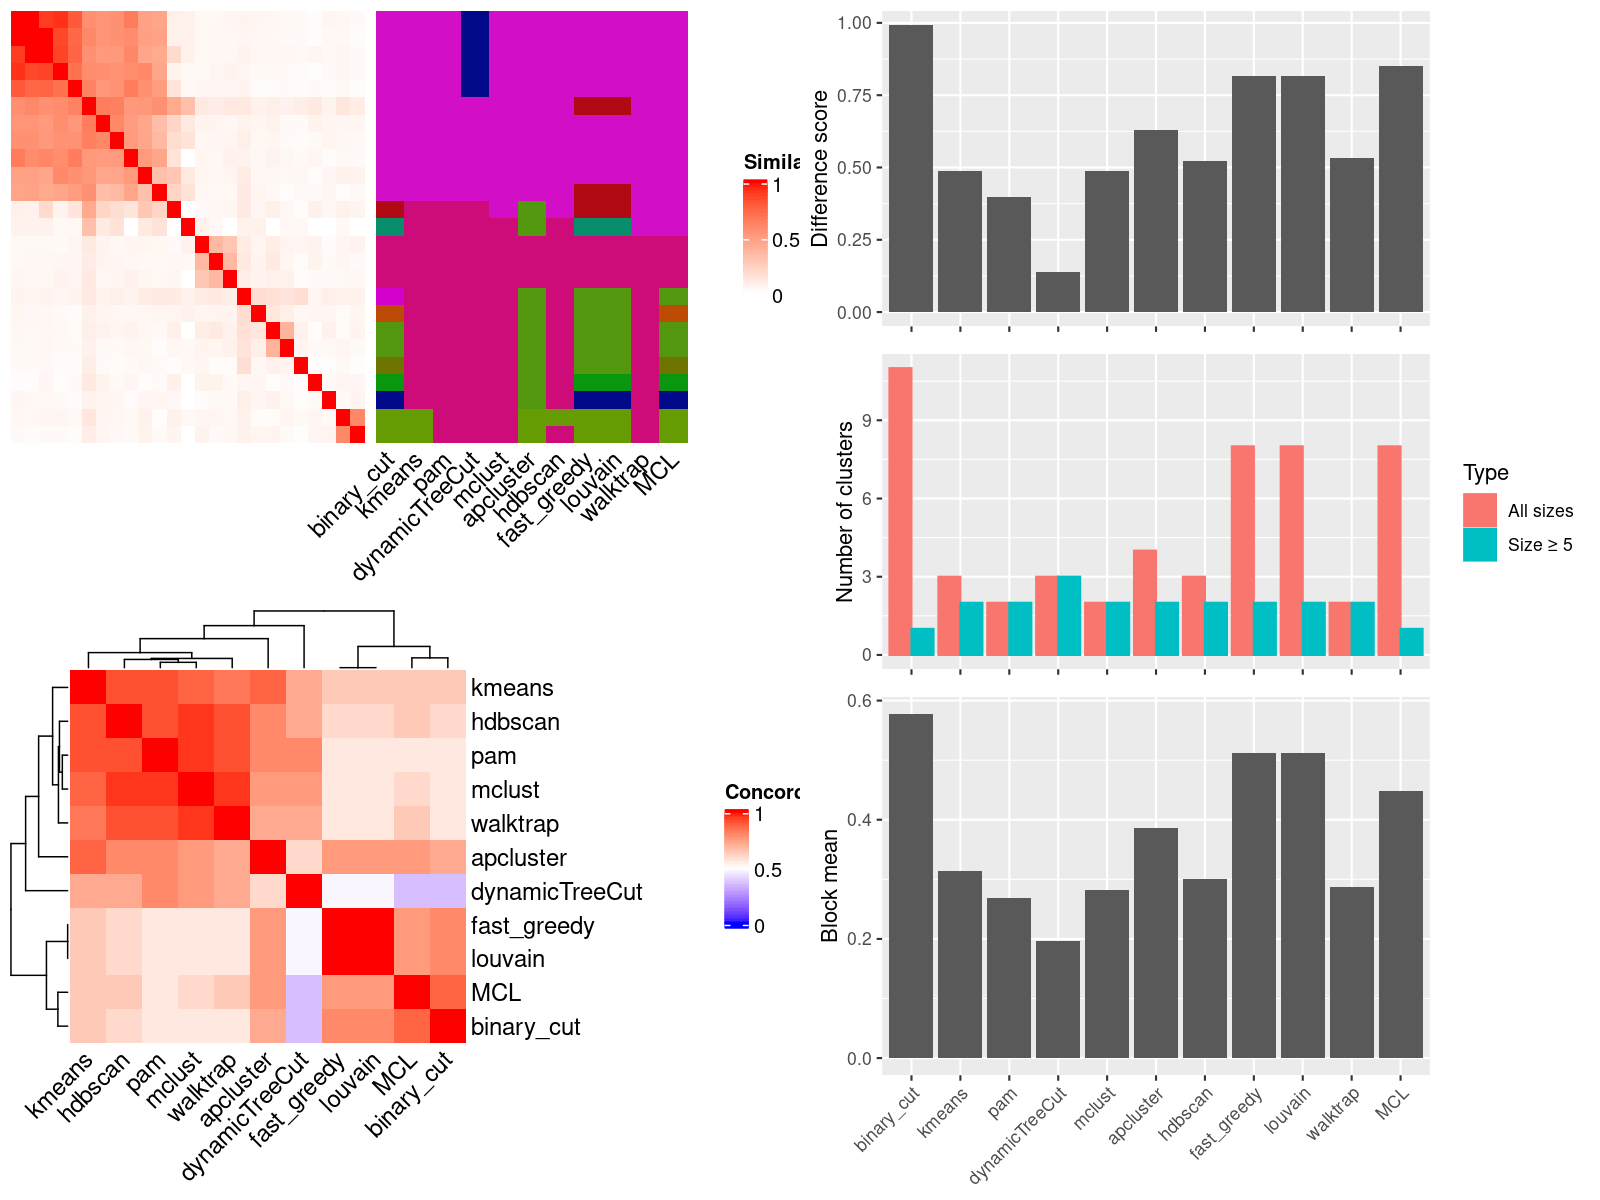 Simila
1
0.5
0
binary_cut
kmeans
pam
dynamicTreeCut
mclust
apcluster
hdbscan
fast_greedy
louvain
walktrap
MCL
kmeans
hdbscan
pam
mclust
walktrap
apcluster
dynamicTreeCut
fast_greedy
louvain
MCL
binary_cut
Concord
1
0.5
0
kmeans
hdbscan
pam
mclust
walktrap
apcluster
dynamicTreeCut
fast_greedy
louvain
MCL
binary_cut
Difference score
1.00
0.75
0.50
0.25
0.00
Number of clusters
9
6
3
0
Type
All sizes
Size ≥ 5
Block mean
0.6
0.4
0.2
0.0
binary_cut
kmeans
pam
dynamicTreeCut
mclust
apcluster
hdbscan
fast_greedy
louvain
walktrap
MCL